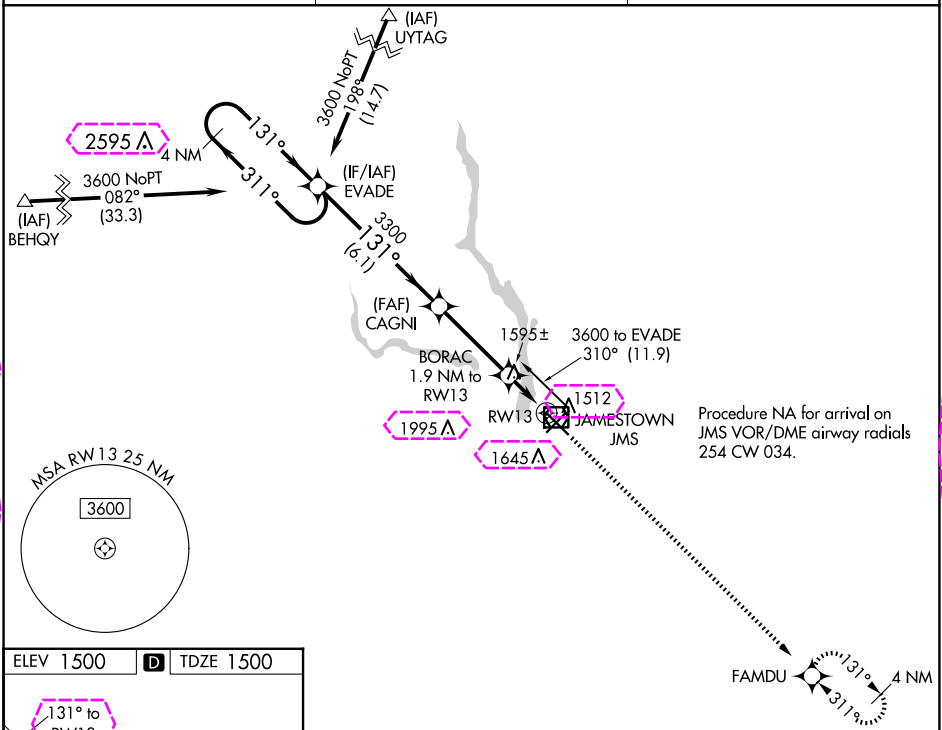 (IAF)
UYTAG
3600 NoPT
198°
(14.7)
2595
4 NM
131°
311°
(IF/IAF)
EVADE
3600 NoPT
082°
(33.3)
(IAF)
BEHQY
3300
131°
(6.1)
(FAF)
CAGNI
1595±
3600 to EVADE
310° (11.9)
BORAC
1.9 NM to
RW13
1512
RW13
JAMESTOWN
JMS
1995
1645
Procedure NA for arrival on
JMS VOR/DME airway radials
254 CW 034.
MSA RW13 25 NM
3600
FAMDU
131°
311°
4 NM
ELEV 1500
D
TDZE 1500
131° to